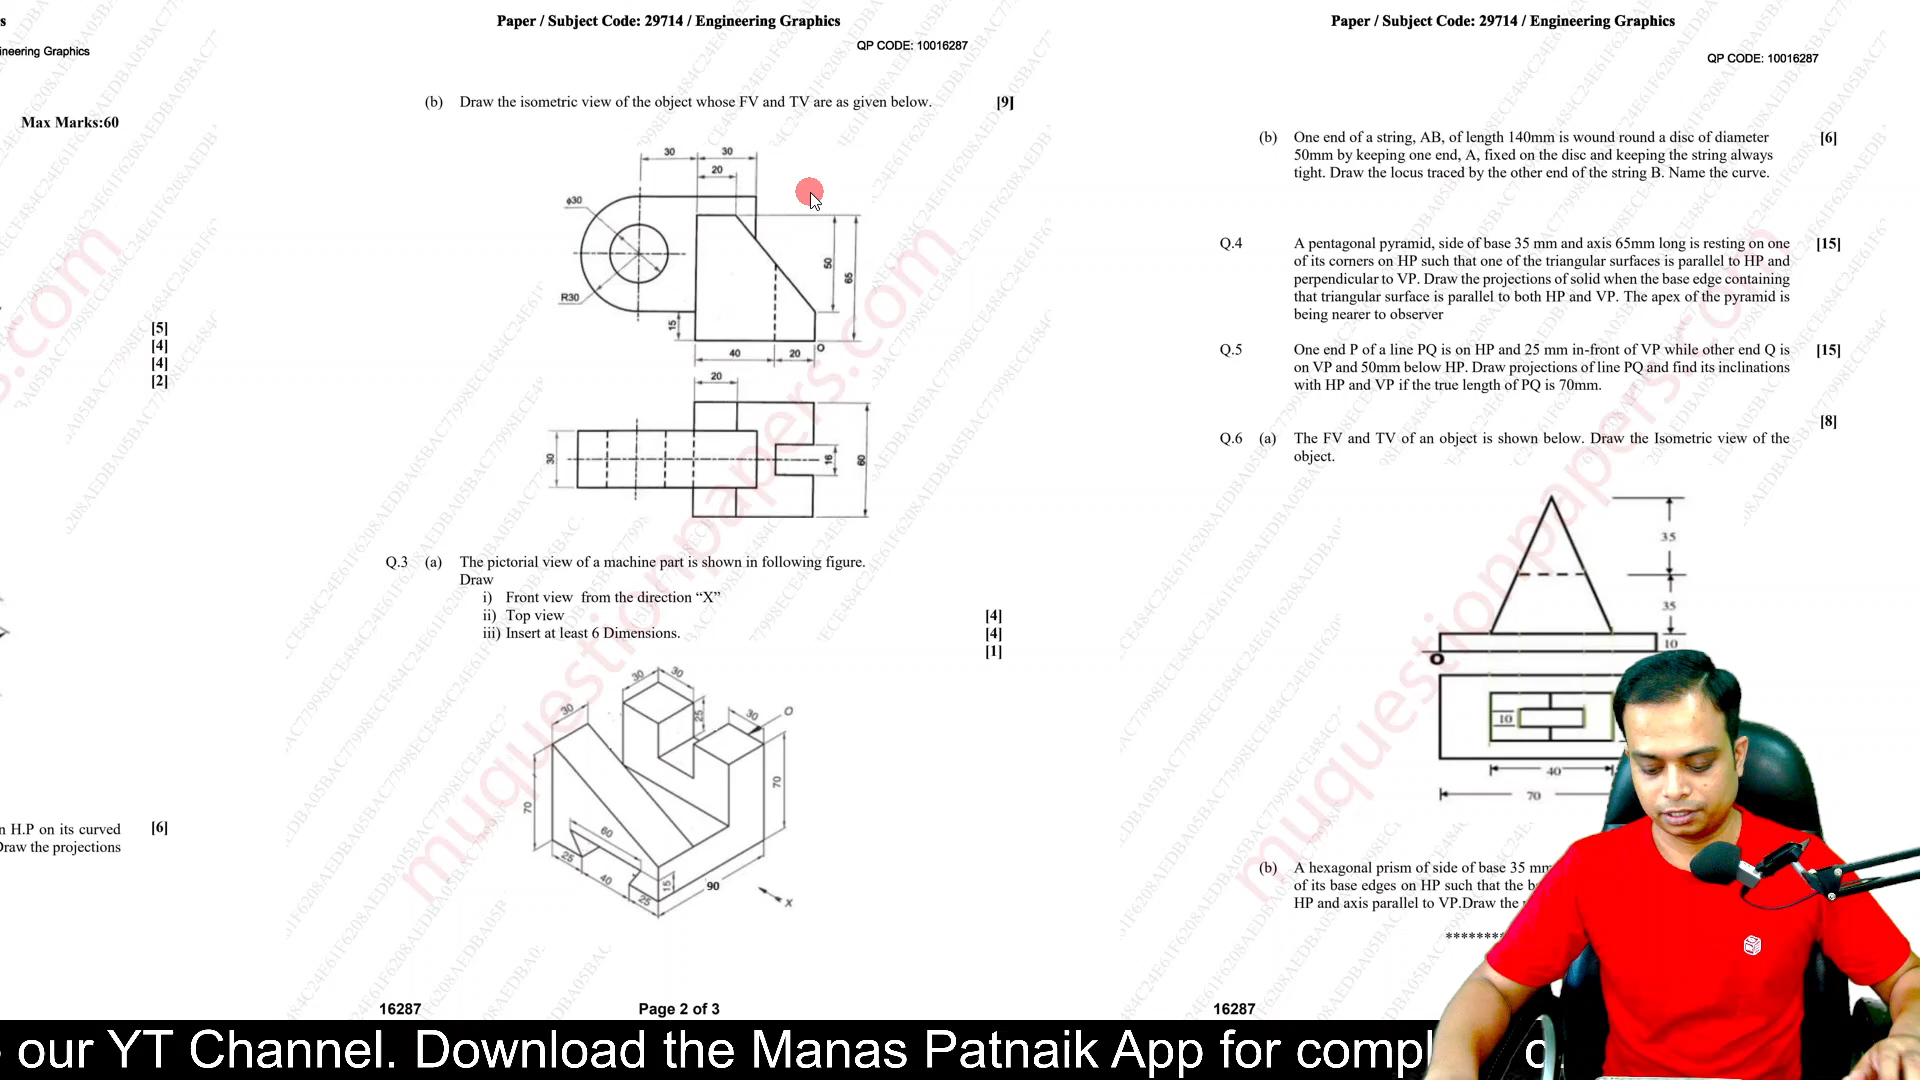 s
ineering Graphics
Max Marks:60
[5]
[4]
[4]
[2]
n H.P on its curved [6]
Draw the projections
Paper / Subject Code: 29714 / Engineering Graphics
QP CODE: 10016287
(b) Draw the isometric view of the object whose FV and TV are as given below. [9]
30 30
20
ϕ30
R30
50
65
15
40 20 O
20
30
16
60
Q.3 (a) The pictorial view of a machine part is shown in following figure.
Draw
i) Front view from the direction “X”
ii) Top view [4]
iii) Insert at least 6 Dimensions. [4]
[1]
30 30
30
25
30 O
70
70
60
25
40
15
25
90
X
16287 Page 2 of 3
Paper / Subject Code: 29714 / Engineering Graphics
QP CODE: 10016287
(b) One end of a string, AB, of length 140mm is wound round a disc of diameter [6]
50mm by keeping one end, A, fixed on the disc and keeping the string always
tight. Draw the locus traced by the other end of the string B. Name the curve.
Q.4 A pentagonal pyramid, side of base 35 mm and axis 65mm long is resting on one [15]
of its corners on HP such that one of the triangular surfaces is parallel to HP and
perpendicular to VP. Draw the projections of solid when the base edge containing
that triangular surface is parallel to both HP and VP. The apex of the pyramid is
being nearer to observer
Q.5 One end P of a line PQ is on HP and 25 mm in-front of VP while other end Q is [15]
on VP and 50mm below HP. Draw projections of line PQ and find its inclinations
with HP and VP if the true length of PQ is 70mm.
[8]
Q.6 (a) The FV and TV of an object is shown below. Draw the Isometric view of the
object.
35
35
10
O
10
40
70
(b) A hexagonal prism of side of base 35 mm
of its base edges on HP such that the b
HP and axis parallel to VP.Draw the
********
16287
muquestionpapers.com
muquestionpapers.com
our YT Channel. Download the Manas Patnaik App for compl